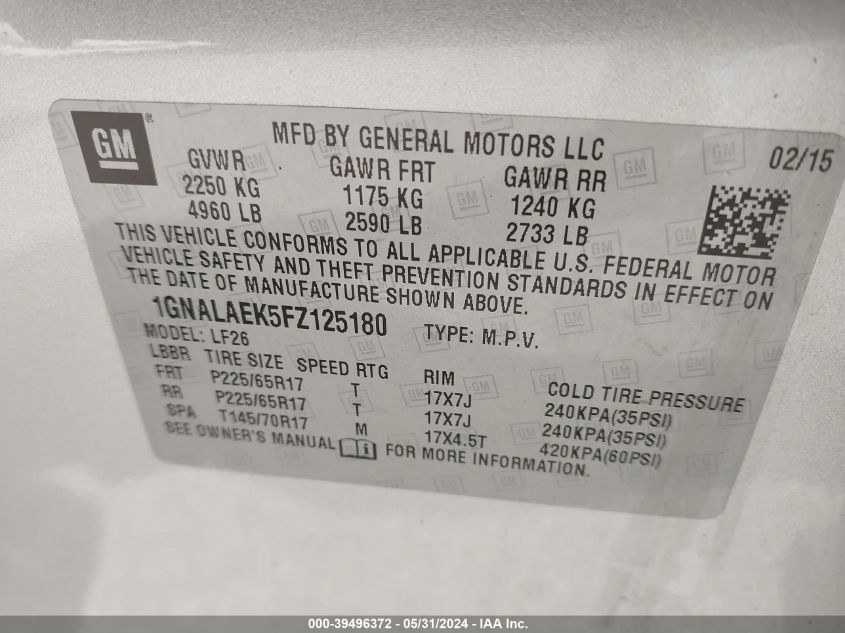 GM®
MFD BY GENERAL MOTORS LLC
02/15
GVWR GAWR FRT GAWR RR
2250 KG 1175 KG 1240 KG
4960 LB 2590 LB 2733 LB
THIS VEHICLE CONFORMS TO ALL APPLICABLE U.S. FEDERAL MOTOR
VEHICLE SAFETY AND THEFT PREVENTION STANDARDS IN EFFECT ON
THE DATE OF MANUFACTURE SHOWN ABOVE.
1GNALAEK5FZ125180 TYPE: M.P.V.
MODEL: LF26
LBBR TIRE SIZE SPEED RTG RIM COLD TIRE PRESSURE
FRT P225/65R17 T 17X7J 240KPA(35PSI)
RR P225/65R17 T 17X7J 240KPA(35PSI)
SPA T145/70R17 M 17X4.5T 420KPA(60PSI)
SEE OWNER'S MANUAL FOR MORE INFORMATION.
000-39496372 - 05/31/2024 - IAA Inc.